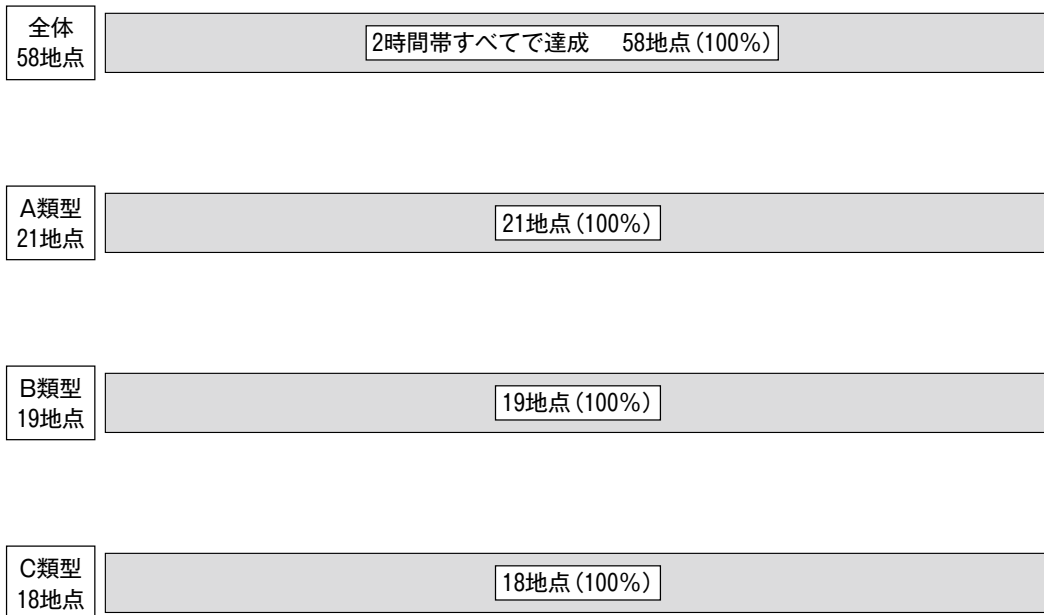 全体
58地点
2時間帯すべてで達成　58地点(100%)
A類型
21地点
21地点(100%)
B類型
19地点
19地点(100%)
C類型
18地点
18地点(100%)